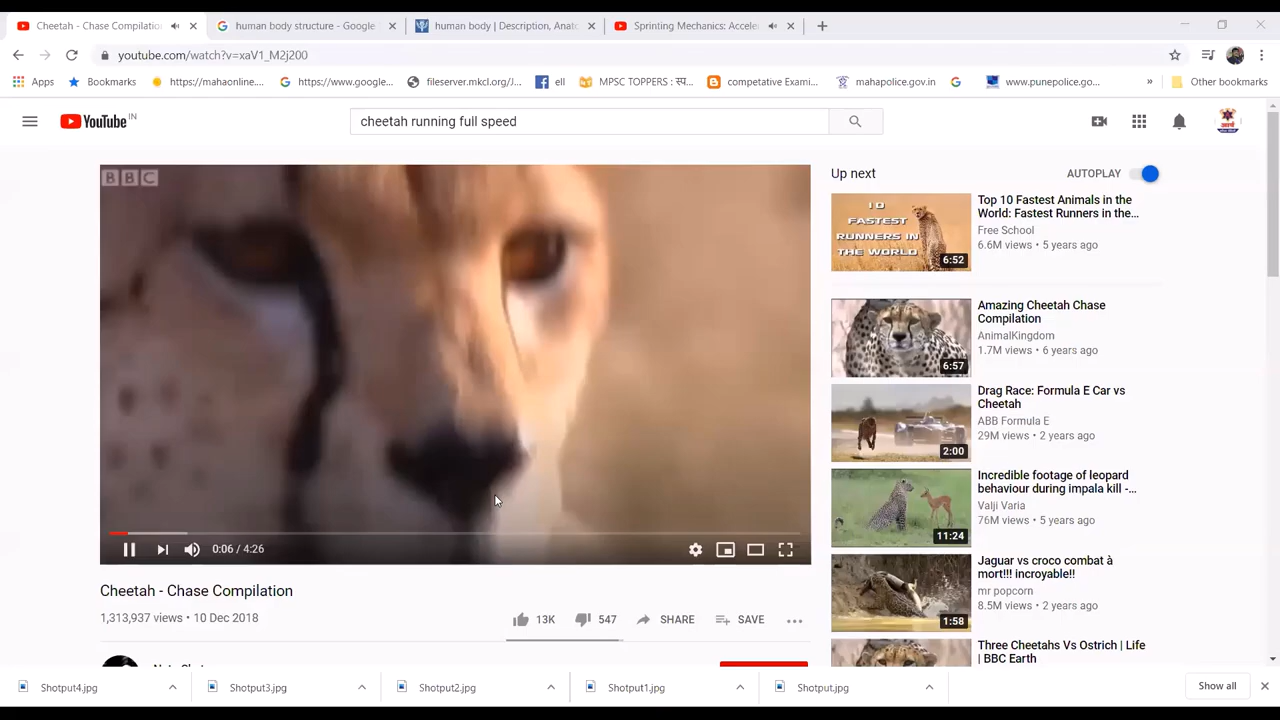 Cheetah - Chase Compilation
human body structure - Google
human body | Description, Anato
Sprinting Mechanics: Acceler
youtube.com/watch?v=xaV1_M2j200
Apps
Bookmarks
https://mahaonline....
https://www.google...
fileserver.mkcl.org/J...
ell
MPSC TOPPERS : स्प...
competative Exami...
mahapolice.gov.in
www.punepolice.go...
»
Other bookmarks
YouTube IN
cheetah running full speed
BBC
0:06 / 4:26
Cheetah - Chase Compilation
1,313,937 views • 10 Dec 2018
13K
547
SHARE
SAVE
Up next
AUTOPLAY
10
FASTEST
RUNNERS IN
THE WORLD
6:52
Top 10 Fastest Animals in the
World: Fastest Runners in the...
Free School
6.6M views • 5 years ago
6:57
Amazing Cheetah Chase
Compilation
AnimalKingdom
1.7M views • 6 years ago
2:00
Drag Race: Formula E Car vs
Cheetah
ABB Formula E
29M views • 2 years ago
11:24
Incredible footage of leopard
behaviour during impala kill -...
Valji Varia
76M views • 5 years ago
1:58
Jaguar vs croco combat à
mort!!! incroyable!!
mr popcorn
8.5M views • 2 years ago
Three Cheetahs Vs Ostrich | Life
| BBC Earth
Shotput4.jpg
Shotput3.jpg
Shotput2.jpg
Shotput1.jpg
Shotput.jpg
Show all